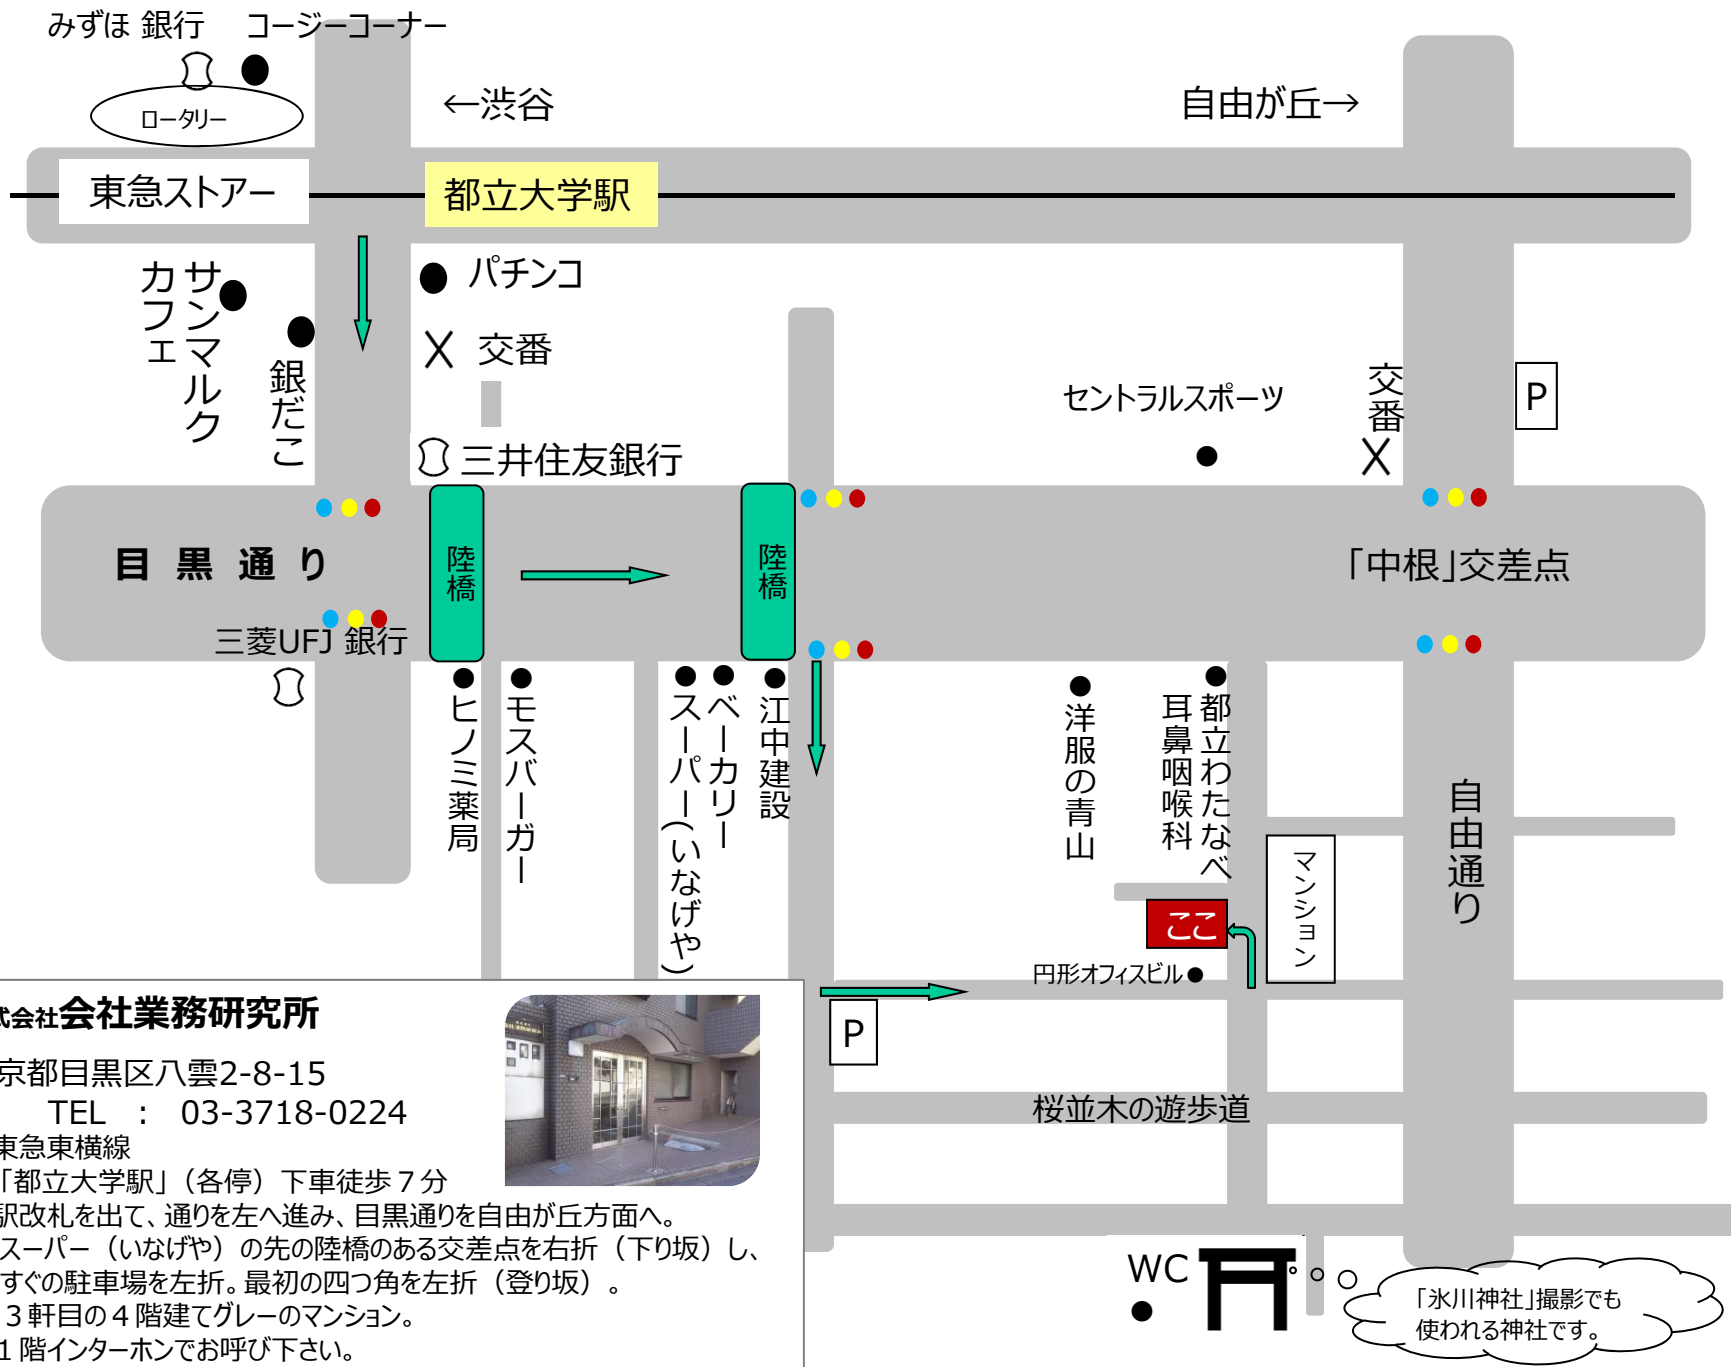 みずほ 銀行
コージーコーナー
ロータリー
←渋谷
自由が丘→
東急ストアー
都立大学駅
サンマルク
カフェ
銀だこ
パチンコ
交番
三井住友銀行
セントラルスポーツ
交番
P
目 黒 通 り
陸橋
陸橋
「中根」交差点
三菱UFJ 銀行
ヒノミ薬局
モスバーガー
スーパー(いなげや)
ベーカリー
江中建設
洋服の青山
都立わたなべ
耳鼻咽喉科
自由通り
マンション
ここ
円形オフィスビル
P
桜並木の遊歩道
WC
「氷川神社」撮影でも
使われる神社です。
式会社会社業務研究所
京都目黒区八雲2-8-15
TEL : 03-3718-0224
東急東横線
「都立大学駅」（各停）下車徒歩７分
駅改札を出て、通りを左へ進み、目黒通りを自由が丘方面へ。
スーパー（いなげや）の先の陸橋のある交差点を右折（下り坂）し、
すぐの駐車場を左折。最初の四つ角を左折（登り坂）。
３軒目の４階建てグレーのマンション。
１階インターホンでお呼び下さい。